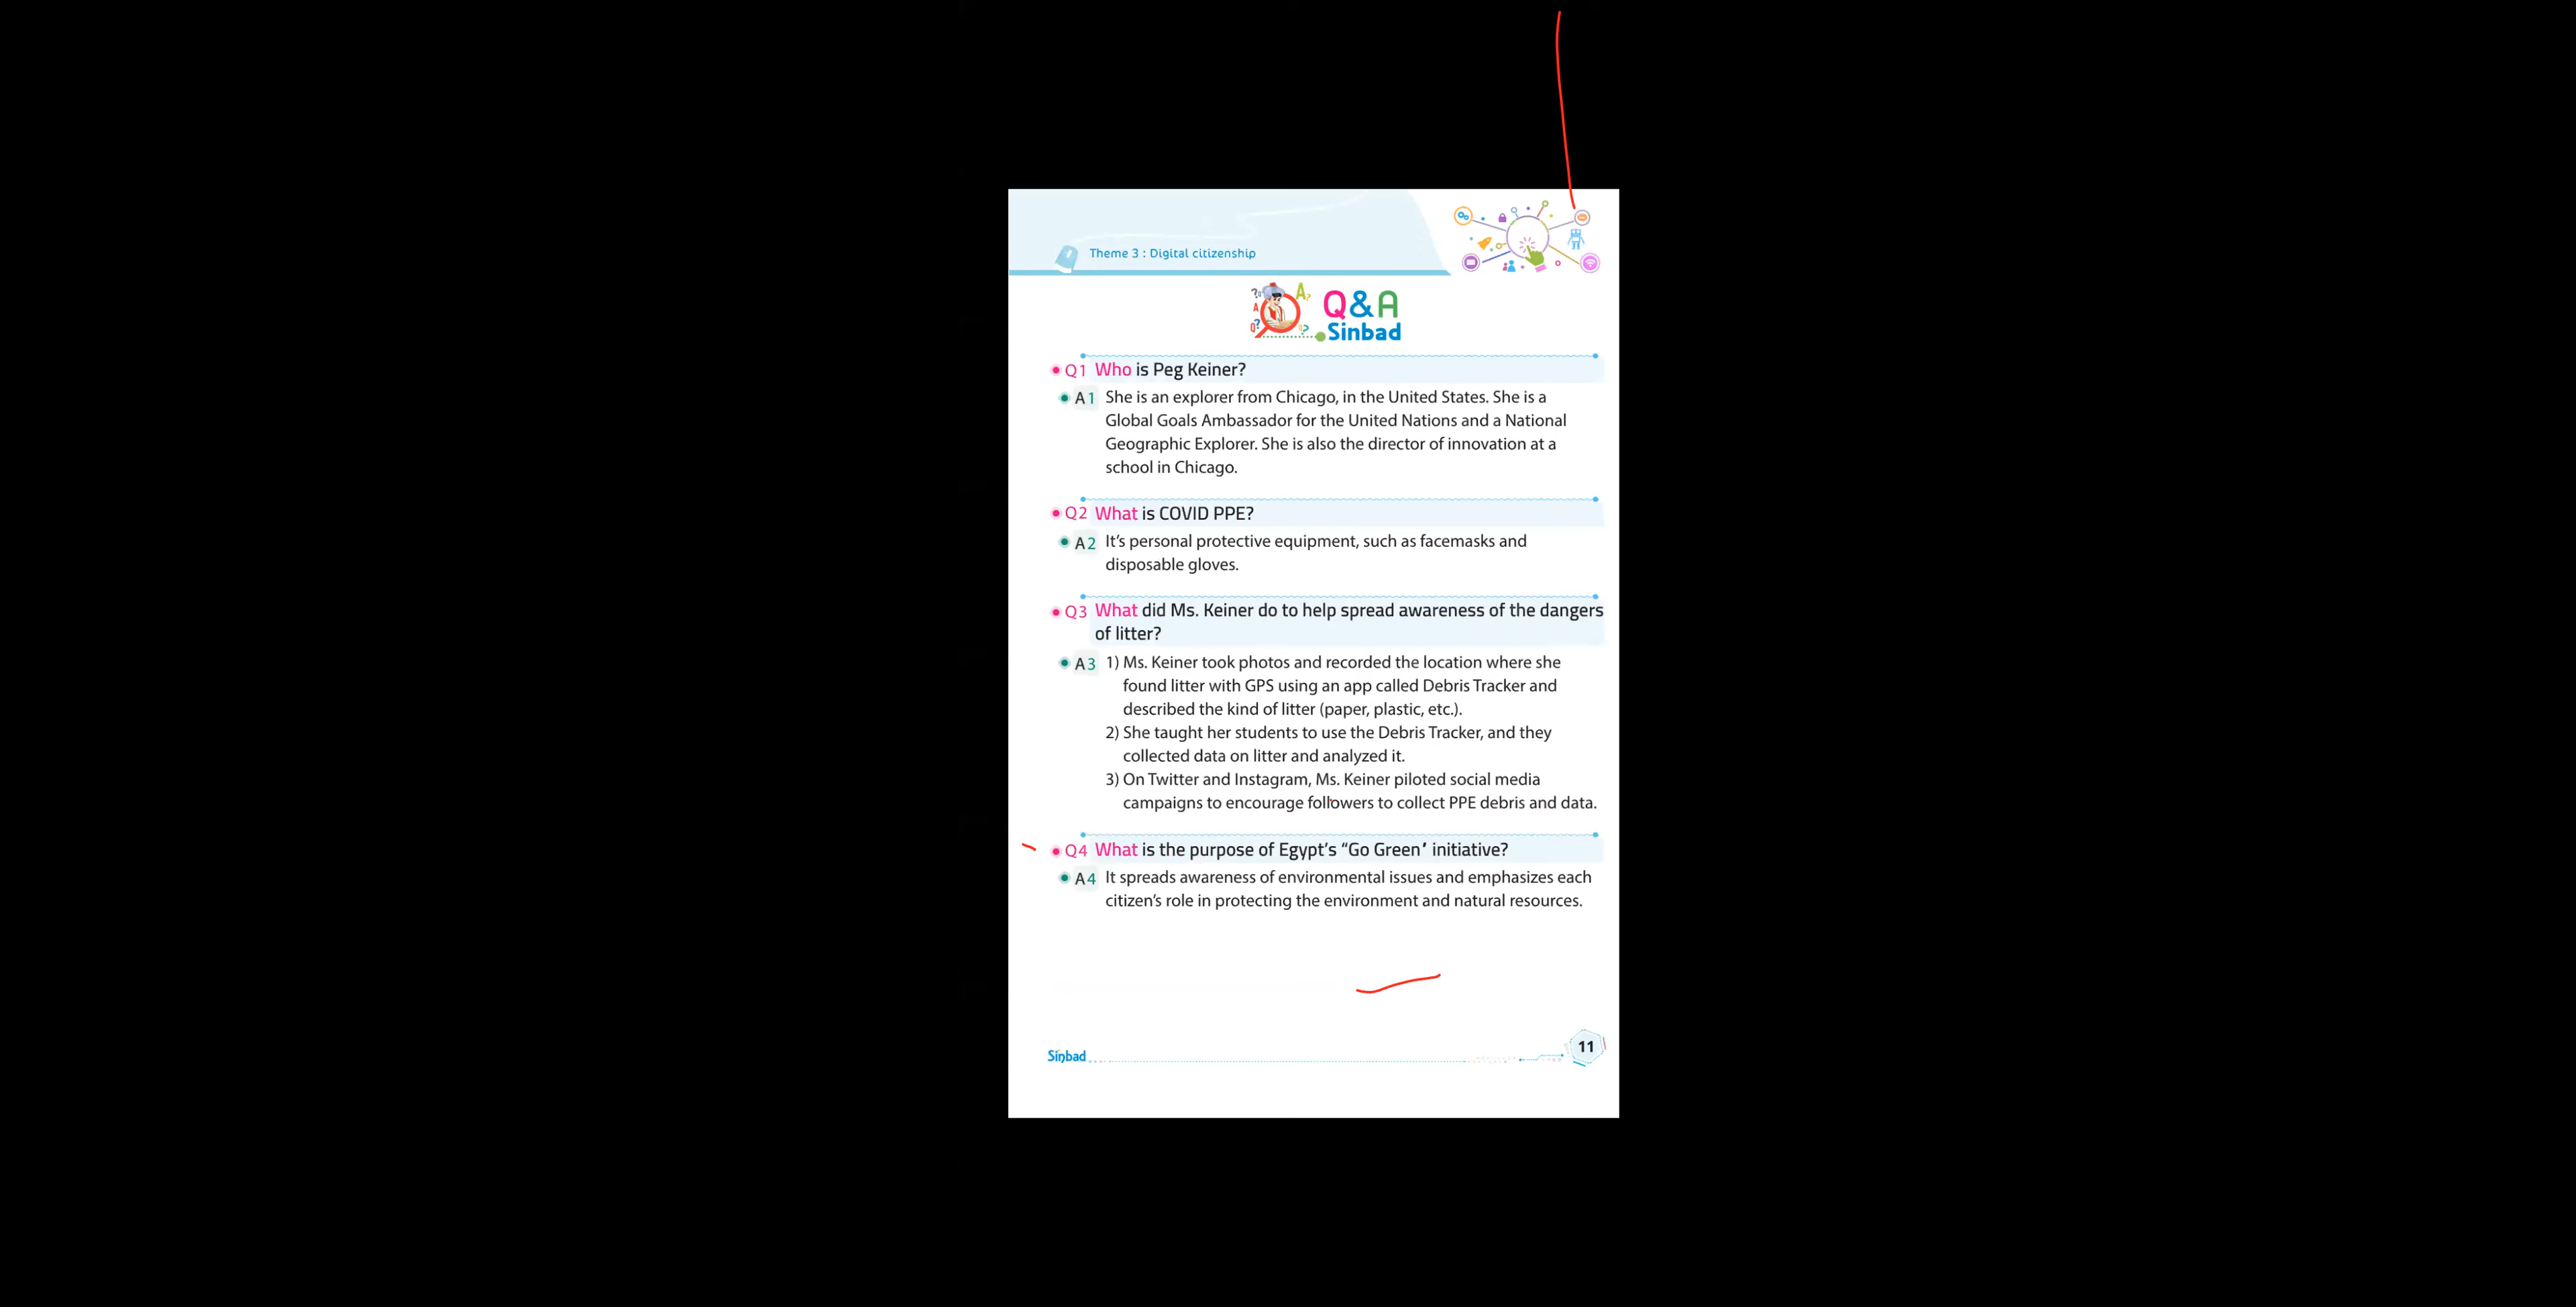 Theme 3 : Digital citizenship
Q&A
Sinbad
Q1 Who is Peg Keiner?
A1 She is an explorer from Chicago, in the United States. She is a
Global Goals Ambassador for the United Nations and a National
Geographic Explorer. She is also the director of innovation at a
school in Chicago.
Q2 What is COVID PPE?
A2 It’s personal protective equipment, such as facemasks and
disposable gloves.
Q3 What did Ms. Keiner do to help spread awareness of the dangers
of litter?
A3 1) Ms. Keiner took photos and recorded the location where she
found litter with GPS using an app called Debris Tracker and
described the kind of litter (paper, plastic, etc.).
2) She taught her students to use the Debris Tracker, and they
collected data on litter and analyzed it.
3) On Twitter and Instagram, Ms. Keiner piloted social media
campaigns to encourage followers to collect PPE debris and data.
Q4 What is the purpose of Egypt’s “Go Green’ initiative?
A4 It spreads awareness of environmental issues and emphasizes each
citizen’s role in protecting the environment and natural resources.
Sinbad
11